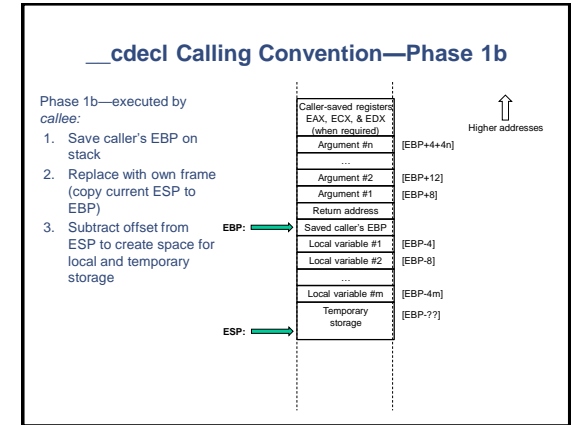 __cdecl Calling Convention—Phase 1b
Phase 1b—executed by
callee:
1. Save caller's EBP on
stack
2. Replace with own frame
(copy current ESP to
EBP)
3. Subtract offset from
ESP to create space for
local and temporary
storage
Caller-saved registers
EAX, ECX, & EDX
(when required)
Argument #n [EBP+4+4n]
…
Argument #2 [EBP+12]
Argument #1 [EBP+8]
Return address
EBP: Saved caller's EBP
Local variable #1 [EBP-4]
Local variable #2 [EBP-8]
…
Local variable #m [EBP-4m]
Temporary [EBP-??]
storage
ESP:
Higher addresses